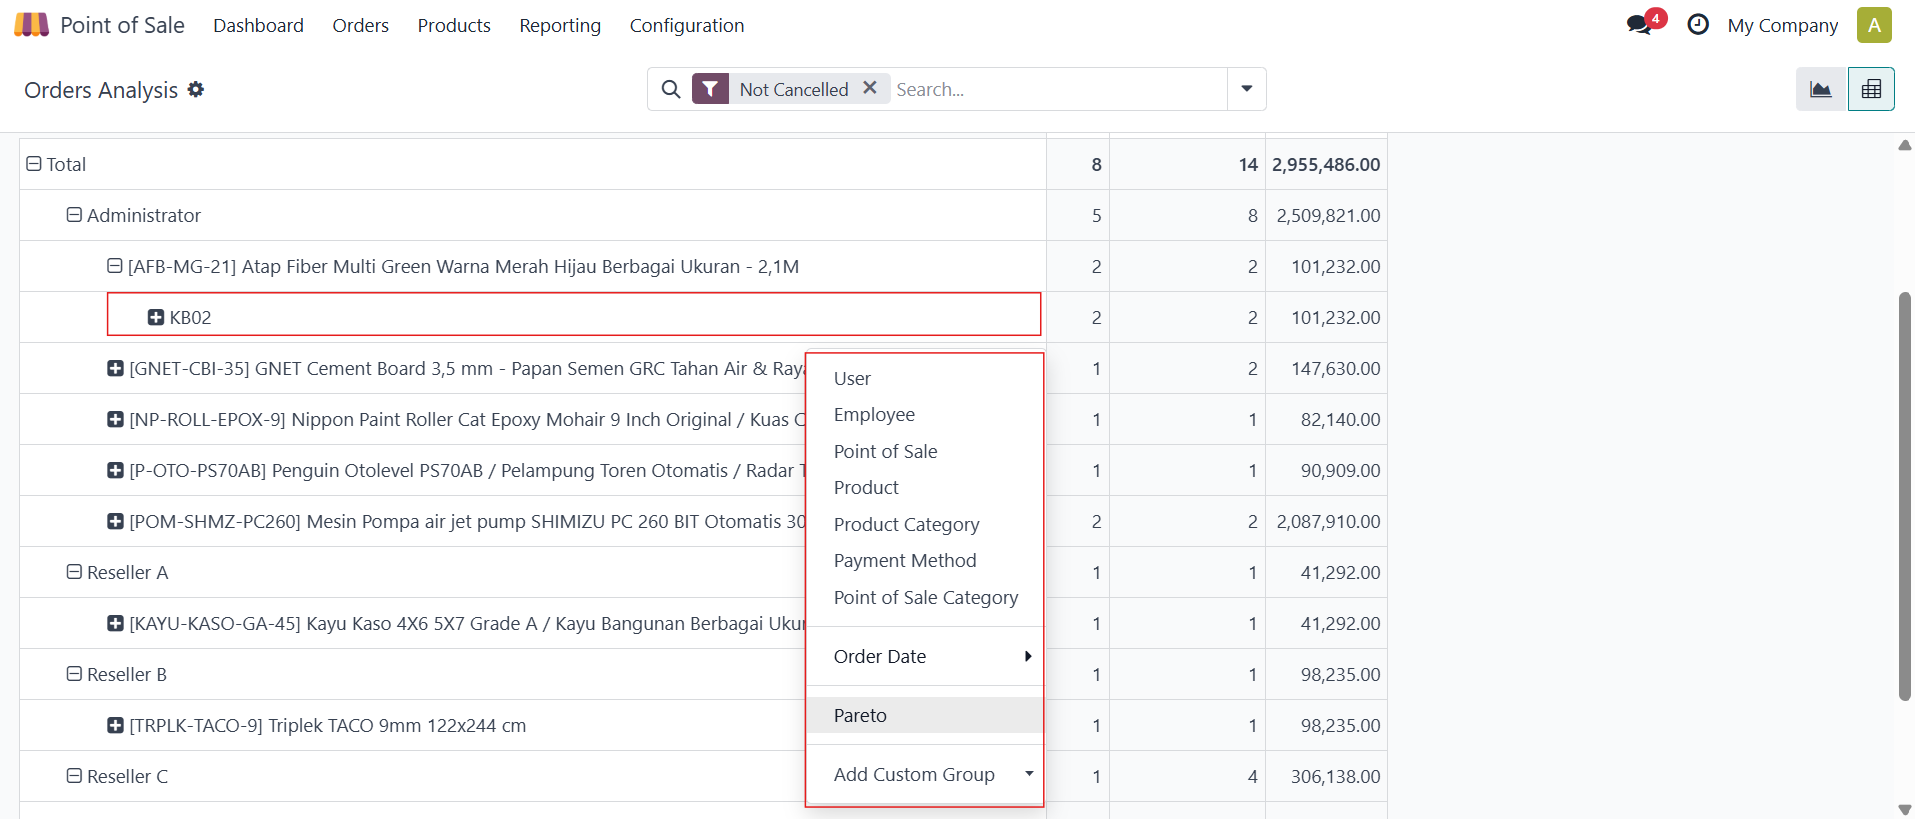 Point of Sale Dashboard Orders Products Reporting Configuration 4 My Company A
Orders Analysis Not Cancelled Search...
Total 8 14 2,955,486.00
Administrator 5 8 2,509,821.00
[AFB-MG-21] Atap Fiber Multi Green Warna Merah Hijau Berbagai Ukuran - 2,1M 2 2 101,232.00
KB02 2 2 101,232.00
[GNET-CBI-35] GNET Cement Board 3,5 mm - Papan Semen GRC Tahan Air & Raya 1 2 147,630.00
[NP-ROLL-EPOX-9] Nippon Paint Roller Cat Epoxy Mohair 9 Inch Original / Kuas C 1 1 82,140.00
[P-OTO-PS70AB] Penguin Otolevel PS70AB / Pelampung Toren Otomatis / Radar T 1 1 90,909.00
[POM-SHMZ-PC260] Mesin Pompa air jet pump SHIMIZU PC 260 BIT Otomatis 30 2 2 2,087,910.00
Reseller A 1 1 41,292.00
[KAYU-KASO-GA-45] Kayu Kaso 4X6 5X7 Grade A / Kayu Bangunan Berbagai Ukur 1 1 41,292.00
Reseller B 1 1 98,235.00
[TRPLK-TACO-9] Triplek TACO 9mm 122x244 cm 1 1 98,235.00
Reseller C 1 4 306,138.00
User
Employee
Point of Sale
Product
Product Category
Payment Method
Point of Sale Category
Order Date
Pareto
Add Custom Group